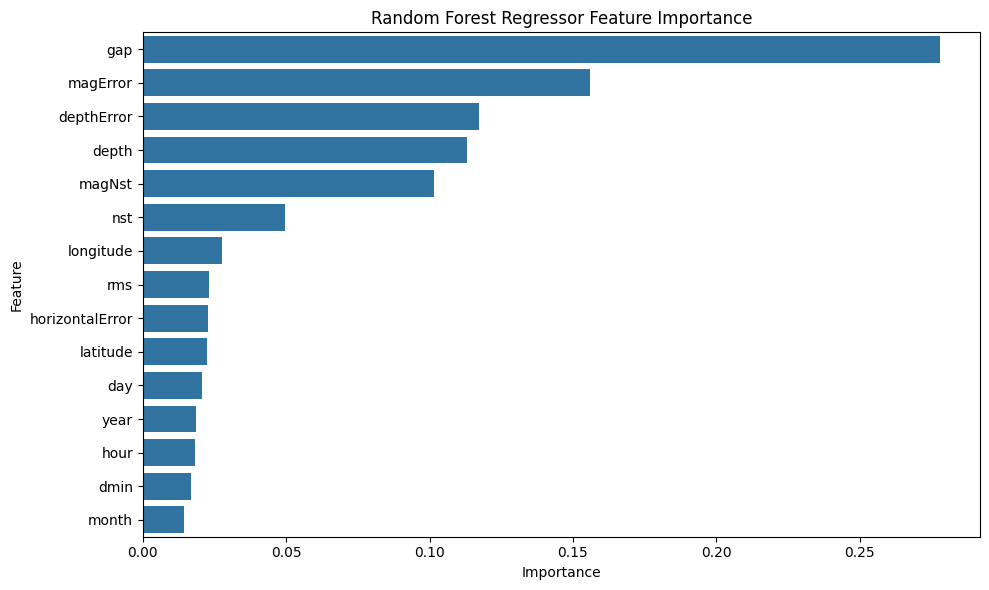 Random Forest Regressor Feature Importance
gap
magError
depthError
depth
magNst
nst
longitude
rms
horizontalError
latitude
day
year
hour
dmin
month
Feature
0.00 0.05 0.10 0.15 0.20 0.25
Importance